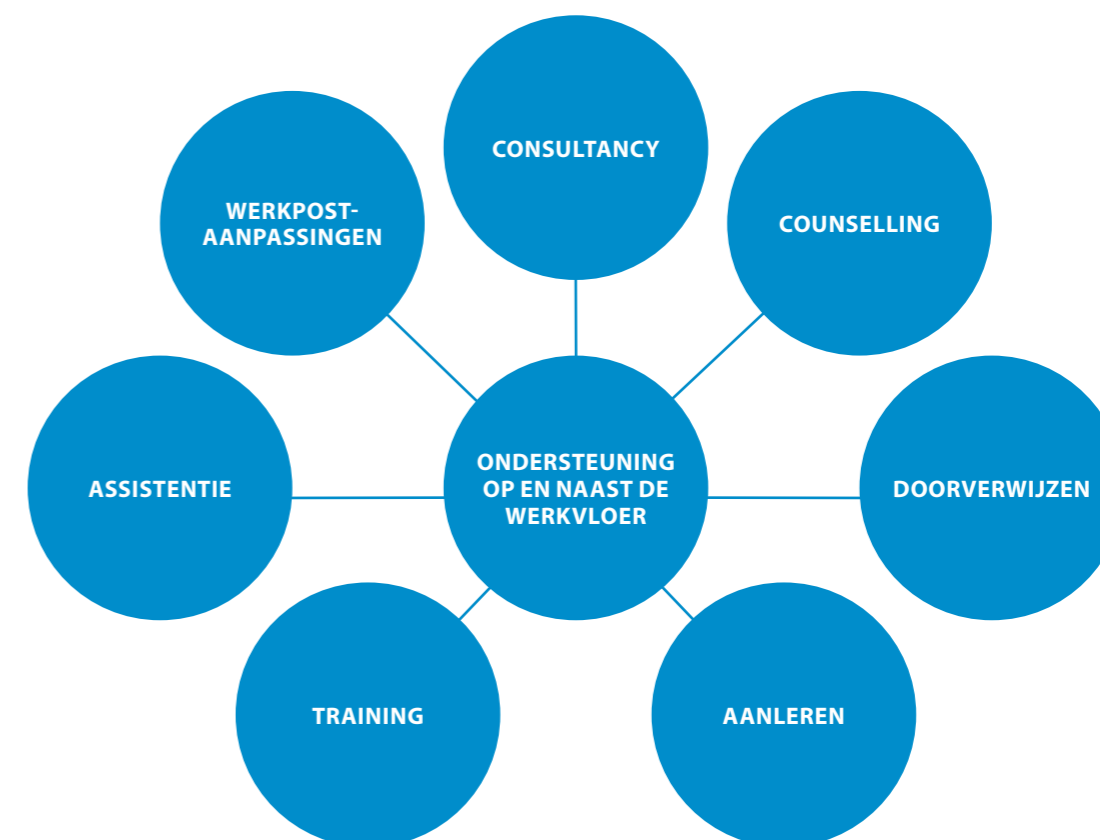 CONSULTANCY
WERKPOST-
AANPASSINGEN
COUNSELLING
ONDERSTEUNING
OP EN NAAST DE
WERKVLOER
ASSISTENTIE
DOORVERWIJZEN
TRAINING
AANLEREN